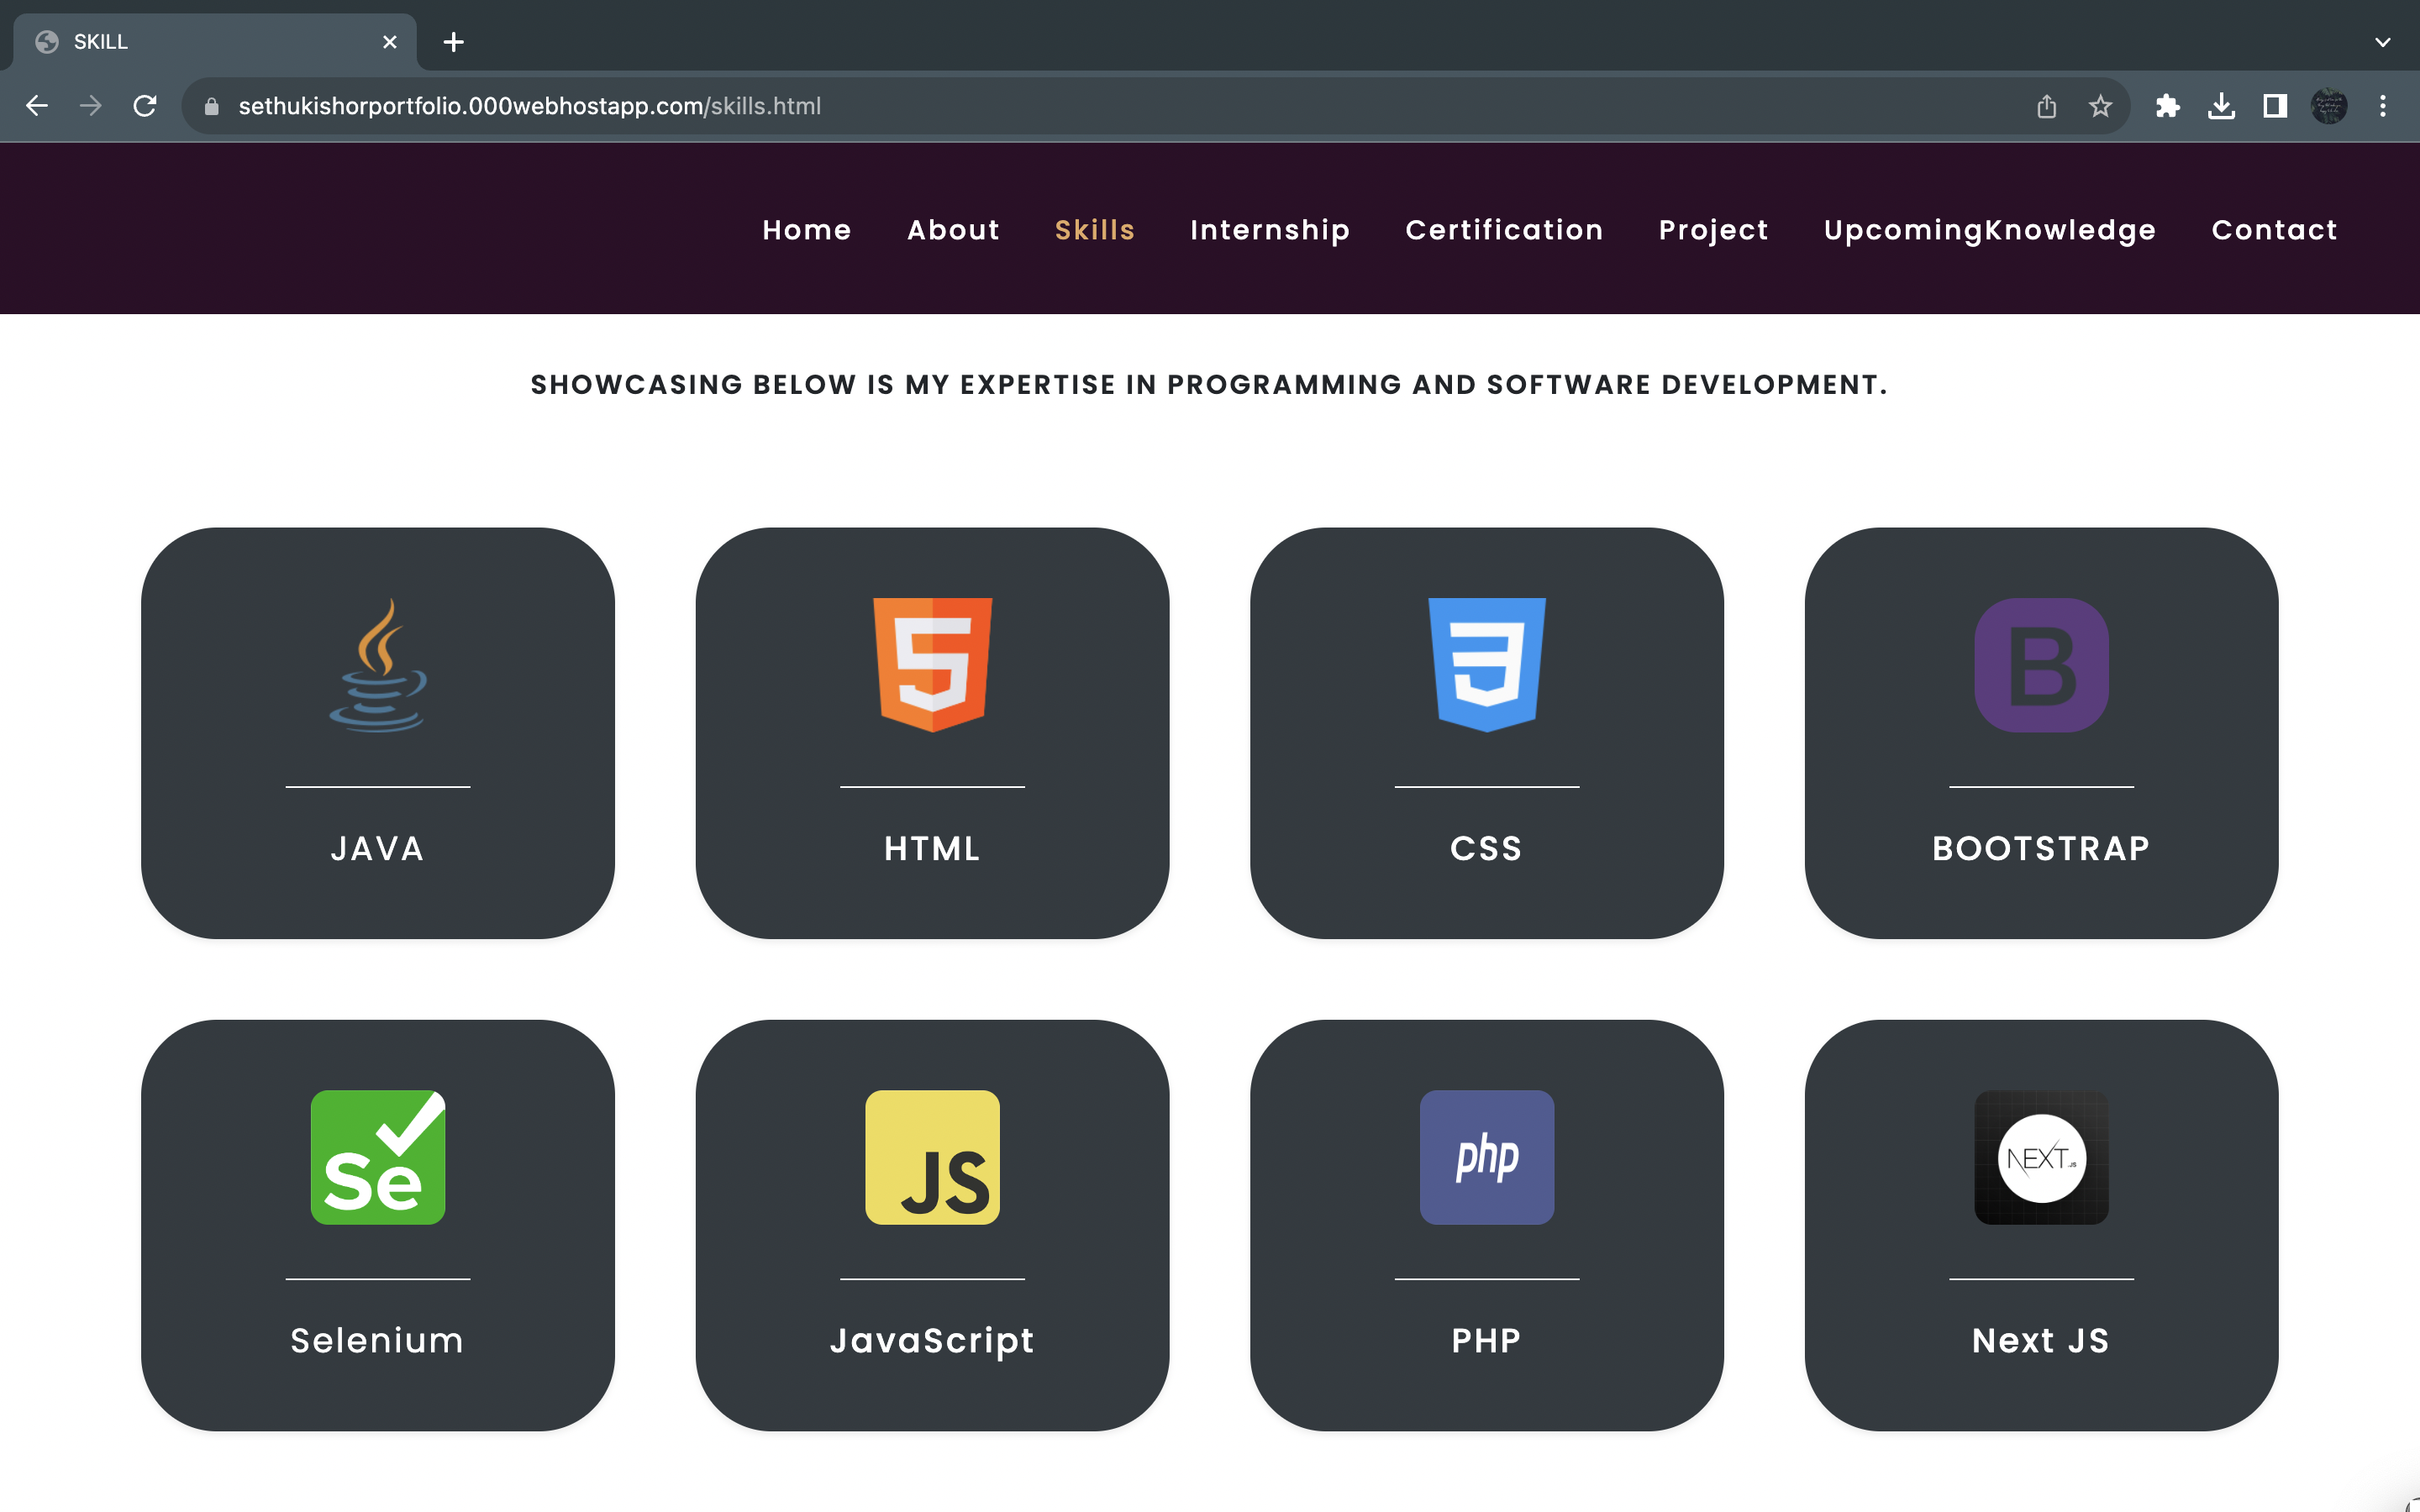 SKILL
sethukishorportfolio.000webhostapp.com/skills.html
Home About Skills Internship Certification Project UpcomingKnowledge Contact
SHOWCASING BELOW IS MY EXPERTISE IN PROGRAMMING AND SOFTWARE DEVELOPMENT.
B
JAVA HTML CSS BOOTSTRAP
Se JS php NEXT.JS
Selenium JavaScript PHP Next JS